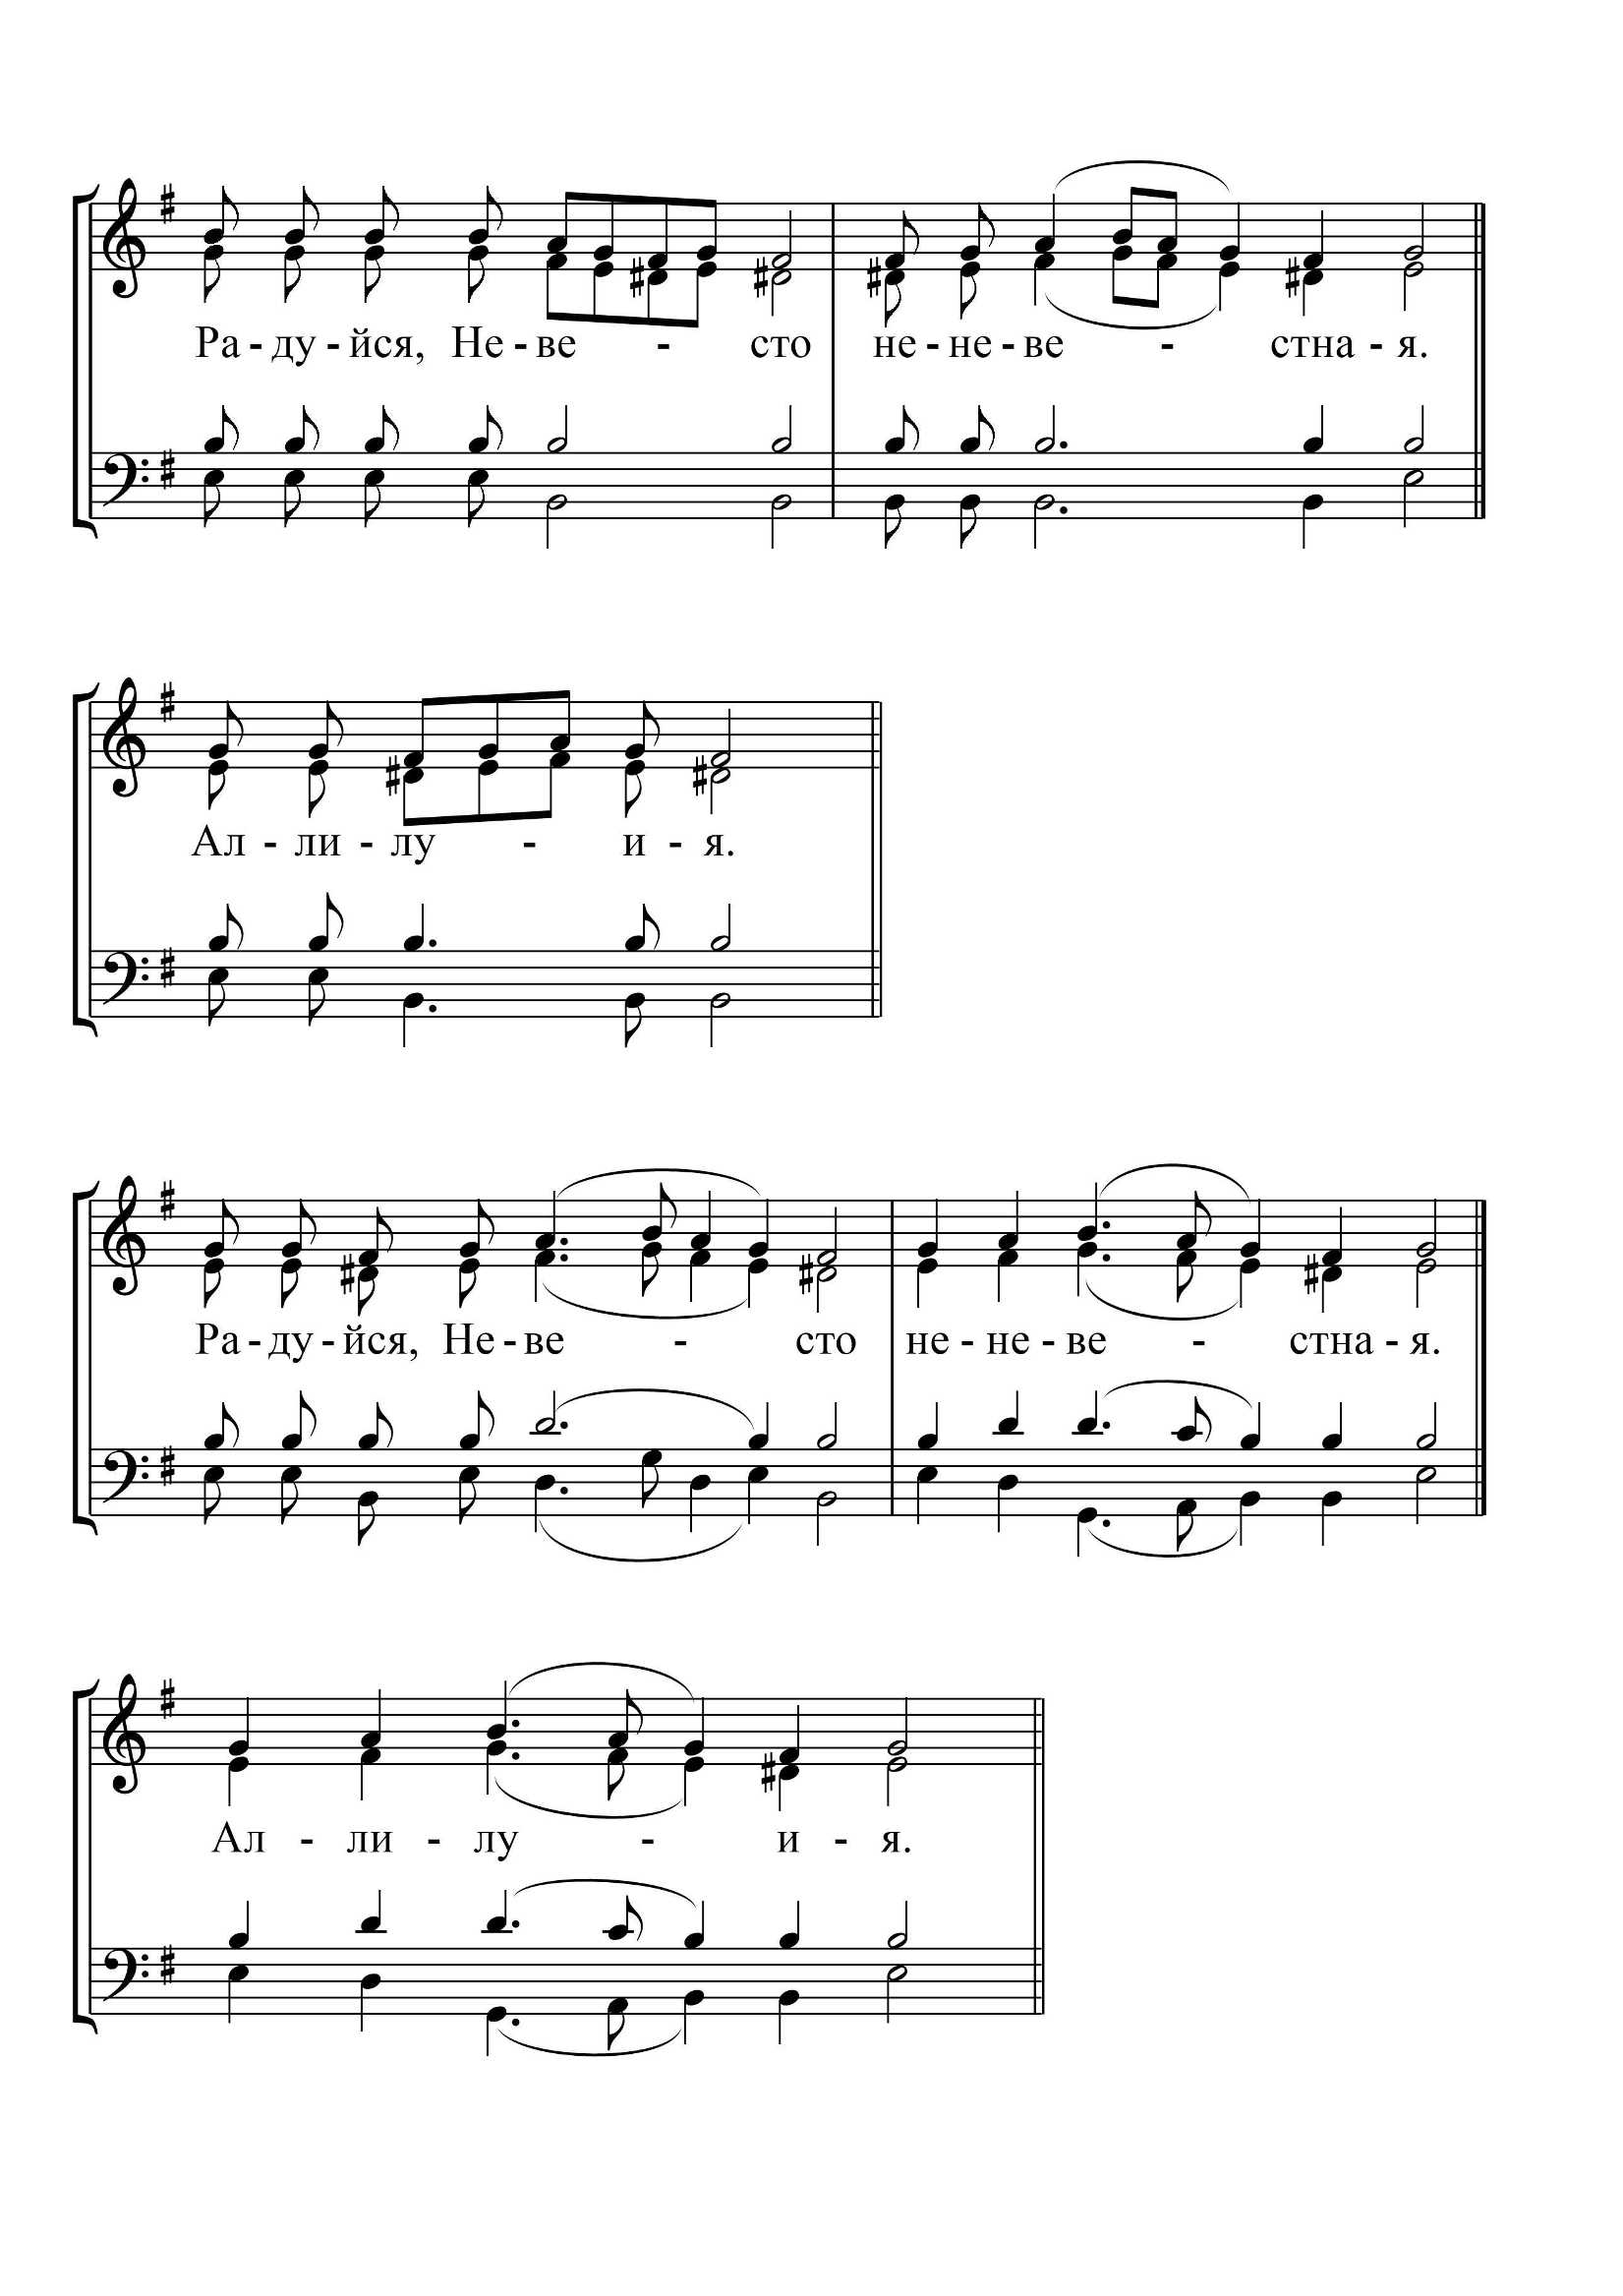 Ра - ду - йся, Не - ве - сто не - не - ве - стна - я.
Ал - ли - лу - и - я.
Ра - ду - йся, Не - ве - сто не - не - ве - стна - я.
Ал - ли - лу - и - я.